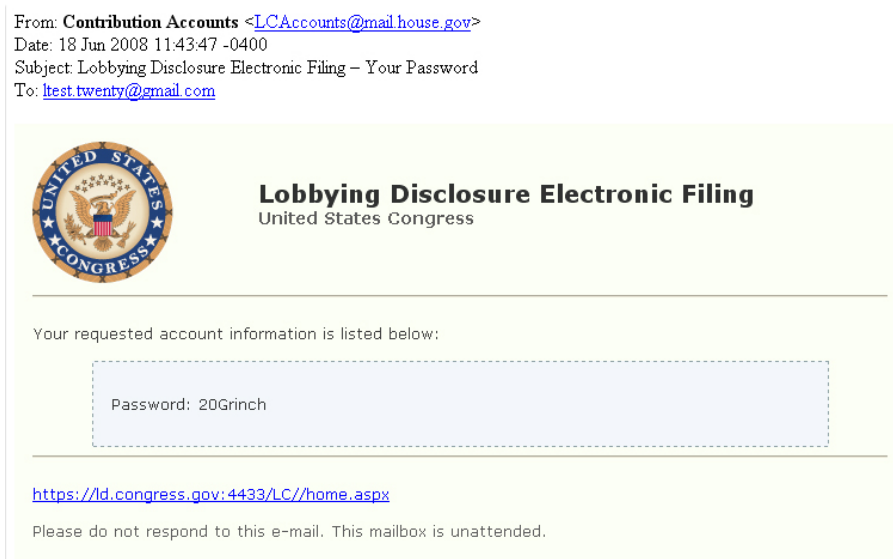 From: Contribution Accounts <LCAccounts@mail.house.gov>
Date: 18 Jun 2008 11:43:47 -0400
Subject: Lobbying Disclosure Electronic Filing – Your Password
To: ltest.twenty@gmail.com
UNITED STATES
CONGRESS
Lobbying Disclosure Electronic Filing
United States Congress
Your requested account information is listed below:
Password: 20Grinch
https://ld.congress.gov:4433/LC//home.aspx
Please do not respond to this e-mail. This mailbox is unattended.